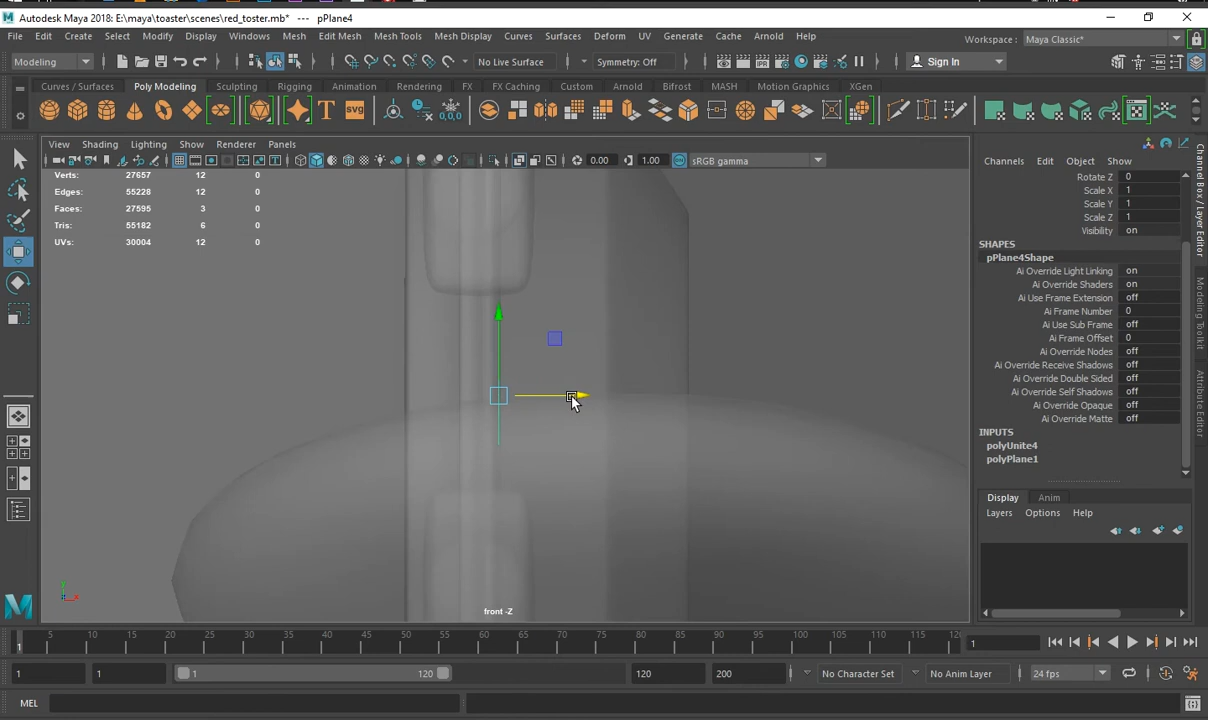 Autodesk Maya 2018: E:\maya\toaster\scenes\red_toster.mb* --- pPlane4
File Edit Create Select Modify Display Windows Mesh Edit Mesh Mesh Tools Mesh Display Curves Surfaces Deform UV Generate Cache Arnold Help
Workspace : Maya Classic*
Modeling No Live Surface Symmetry: Off Sign In
Curves / Surfaces Poly Modeling Sculpting Rigging Animation Rendering FX FX Caching Custom Arnold Bifrost MASH Motion Graphics XGen
SVG
View Shading Lighting Show Renderer Panels
0.00 1.00 sRGB gamma
Verts: 27657 12 0
Edges: 55228 12 0
Faces: 27595 3 0
Tris: 55182 6 0
UVs: 30004 12 0
front -Z
Channels Edit Object Show
Rotate Z 0
Scale X 1
Scale Y 1
Scale Z 1
Visibility on
SHAPES
pPlane4Shape
Ai Override Light Linking on
Ai Override Shaders on
Ai Use Frame Extension off
Ai Frame Number 0
Ai Use Sub Frame off
Ai Frame Offset 0
Ai Override Nodes off
Ai Override Receive Shadows off
Ai Override Double Sided off
Ai Override Self Shadows off
Ai Override Opaque off
Ai Override Matte off
INPUTS
polyUnite4
polyPlane1
Display Anim
Layers Options Help
Channel Box / Layer Editor
Modeling Toolkit
Attribute Editor
5 10 15 20 25 30 35 40 45 50 55 60 65 70 75 80 85 90 95 100 105 110 115 120
1 1
1 1 1 120 120 200 No Character Set No Anim Layer 24 fps
MEL